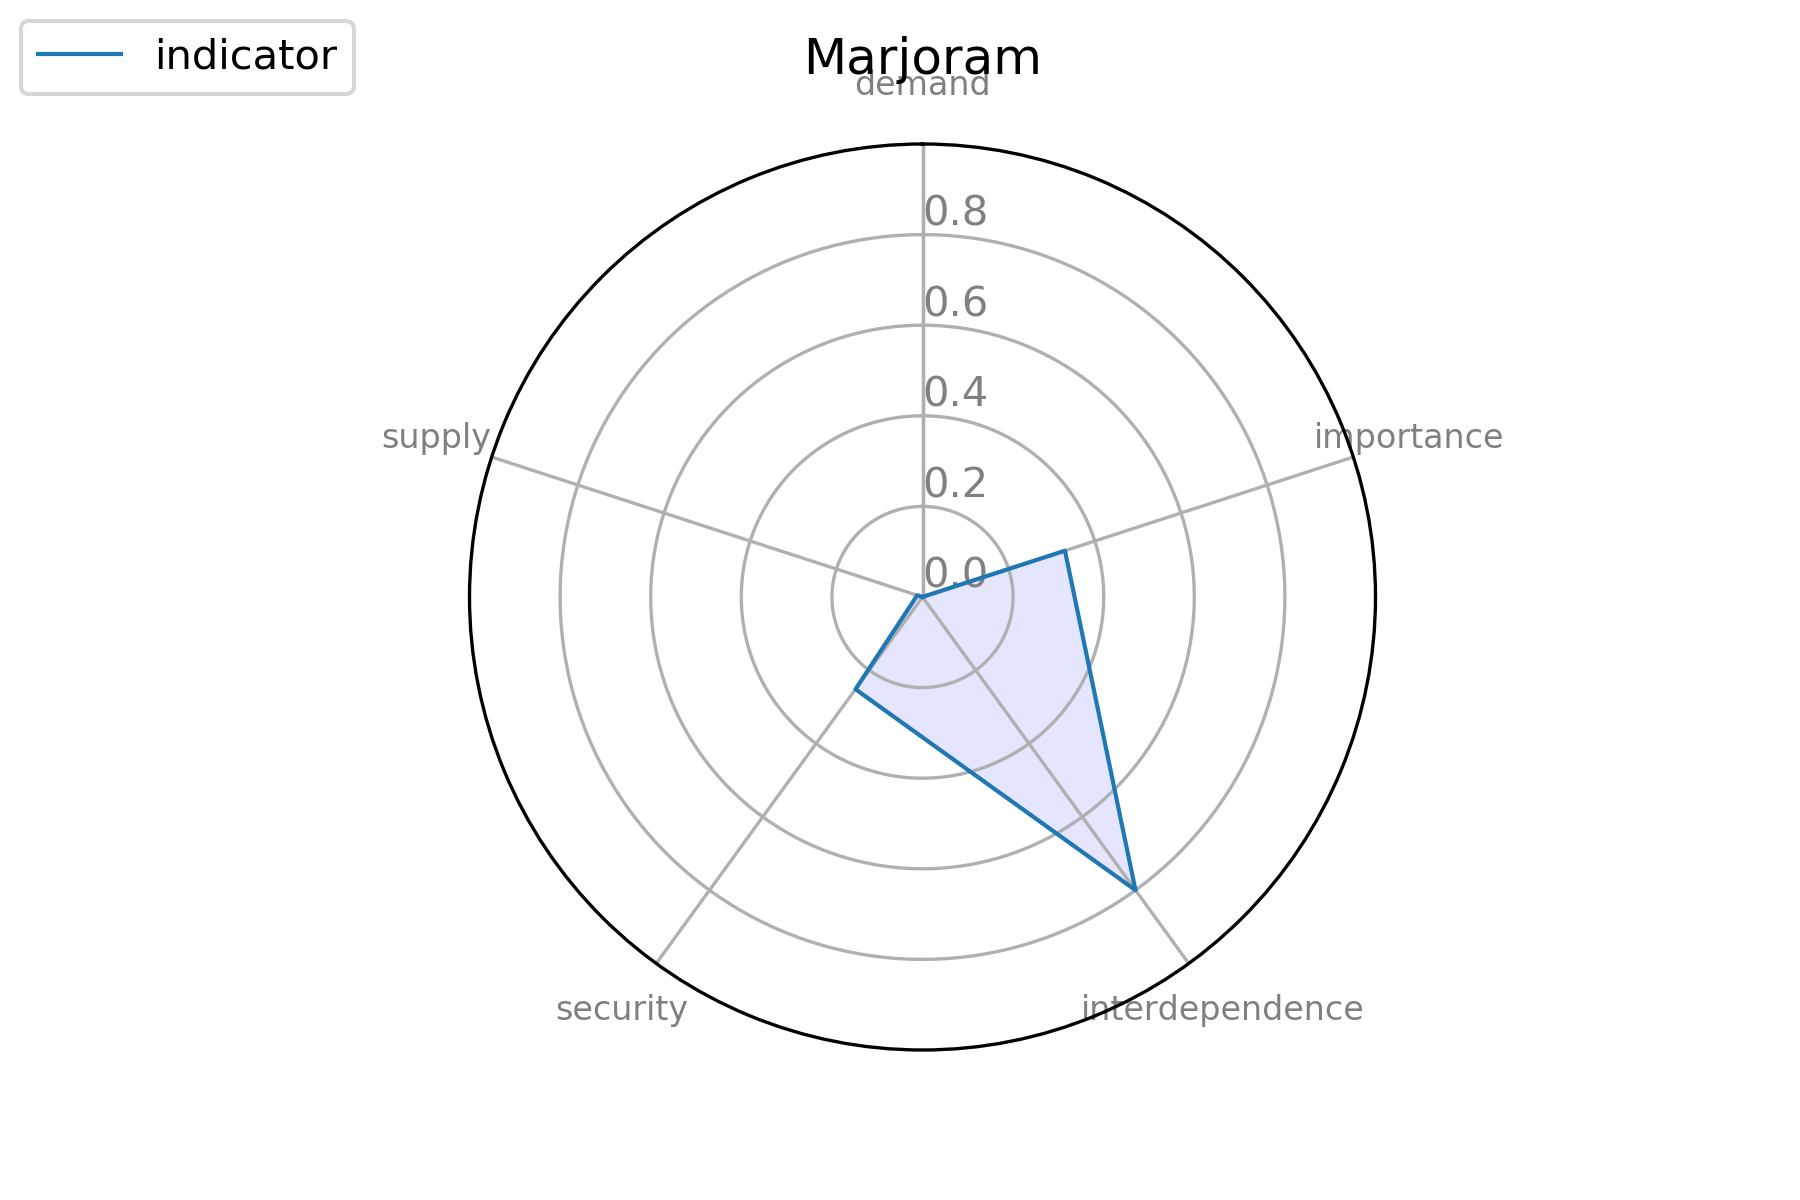 indicator
Marjoram
demand
0.8
0.6
0.4
supply
importance
0.2
0.0
security
interdependence